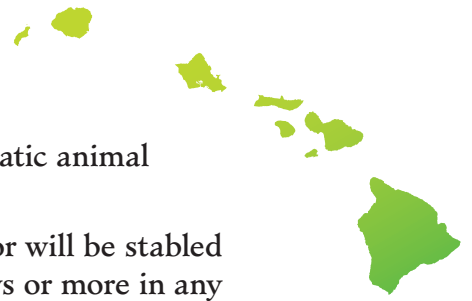 atic animal
or will be stabled
s or more in any